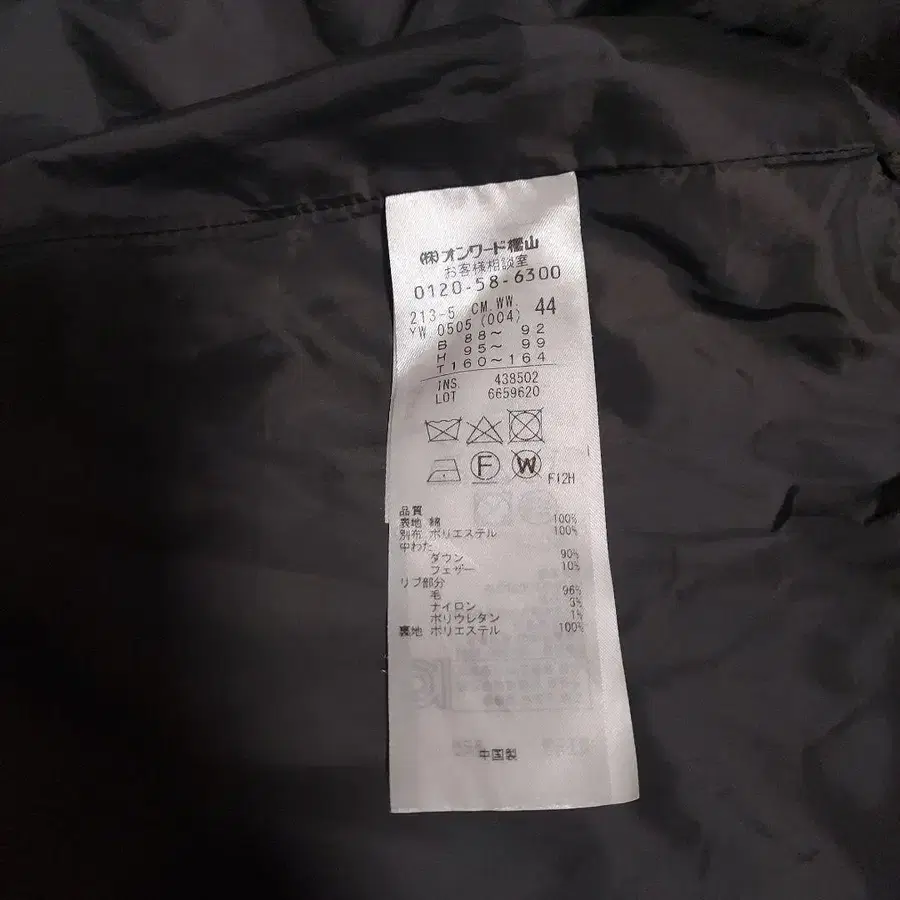 (株)オンワード樫山
お客様相談室
0120-58-6300
213-5 CM.WW. 44
YW 0505 (004)
B 88～ 92
H 95～ 99
T160～164
INS. 438502
LOT 6659620
F W F12H
品質
表地 綿 100%
別布 ポリエステル 100%
中わた
ダウン 90%
フェザー 10%
リブ部分
毛 96%
ナイロン 3%
ポリウレタン 1%
裏地 ポリエステル 100%
中国製